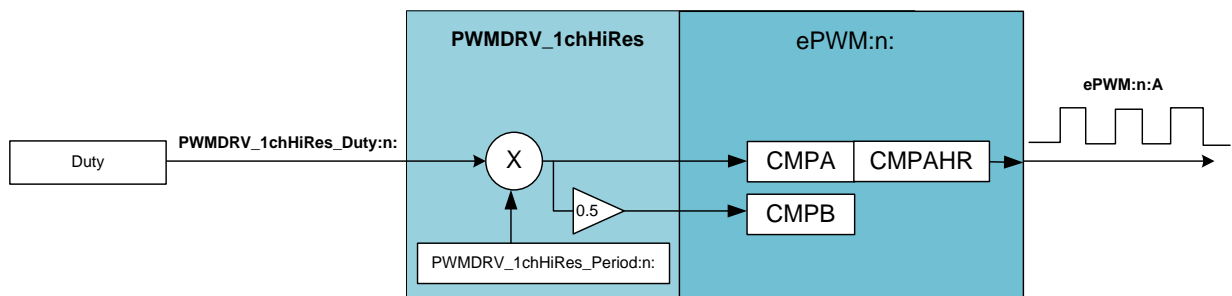 PWMDRV_1chHiRes
ePWM:n:
ePWM:n:A
PWMDRV_1chHiRes_Duty:n:
Duty
X
CMPA
CMPAHR
0.5
CMPB
PWMDRV_1chHiRes_Period:n: